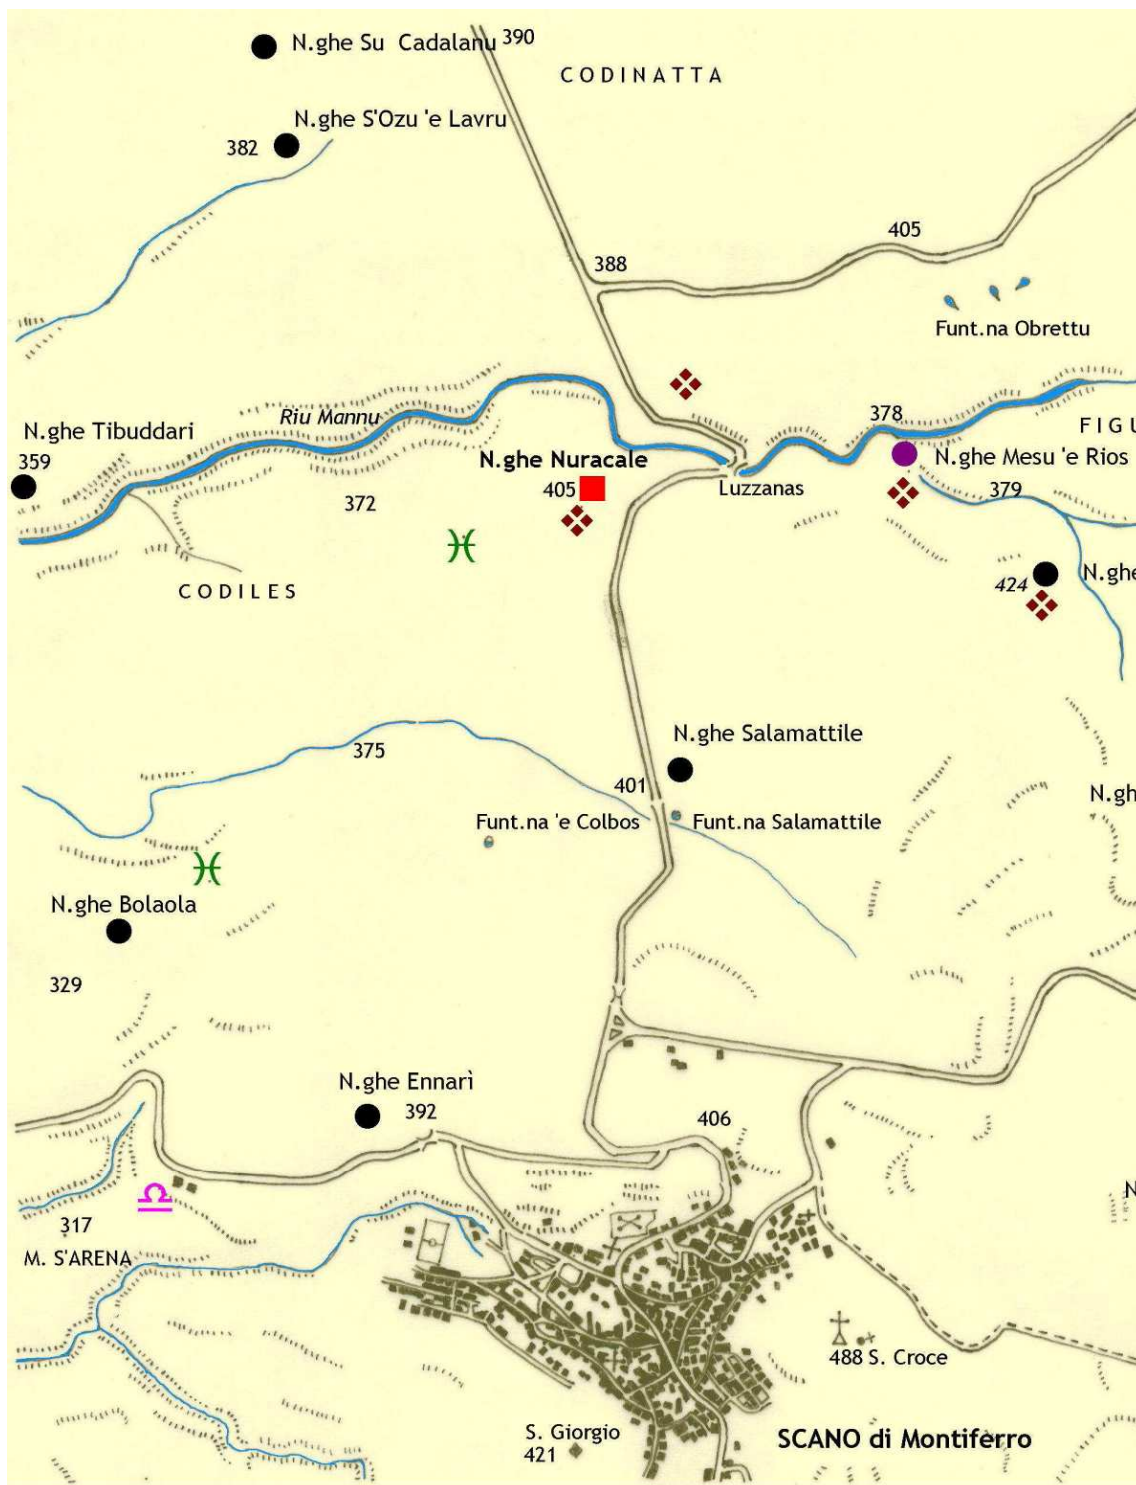 N.ghe Su Cadalanu
390
CODINATTA
N.ghe S'Ozu 'e Lavru
382
405
388
Funt.na Obrettu
Riu Mannu
378
FIGU
N.ghe Tibuddari
359
N.ghe Nuracale
405
N.ghe Mesu 'e Rios
379
Luzzanas
372
CODILES
424
N.ghe
375
N.ghe Salamattile
401
N.gh
Funt.na 'e Colbos
Funt.na Salamattile
N.ghe Bolaola
329
N.ghe Ennarì
392
406
N
317
M. S'ARENA
488 S. Croce
S. Giorgio
421
SCANO di Montiferro